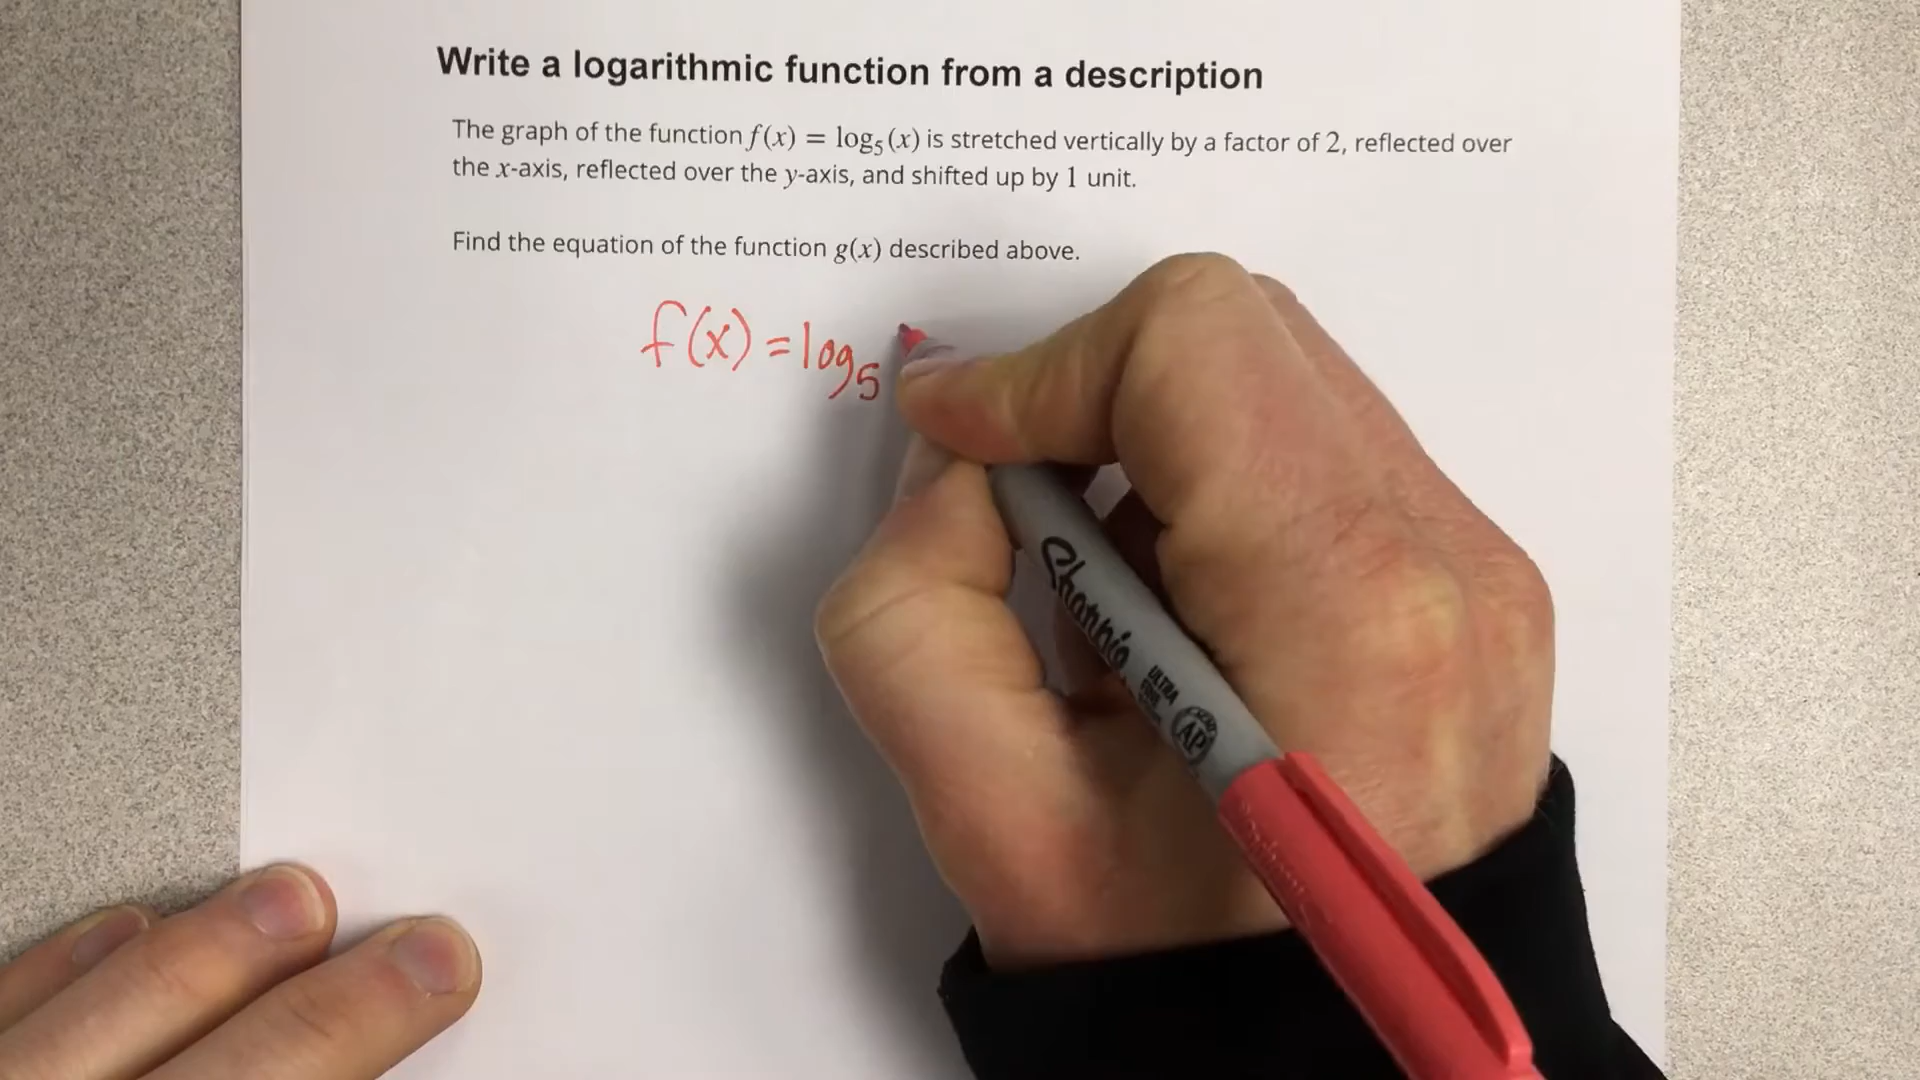 Write a logarithmic function from a description
The graph of the function f(x) = log₅(x) is stretched vertically by a factor of 2, reflected over
the x-axis, reflected over the y-axis, and shifted up by 1 unit.
Find the equation of the function g(x) described above.
f(x) = log₅
Sharpie
ULTRA
FINE
AP